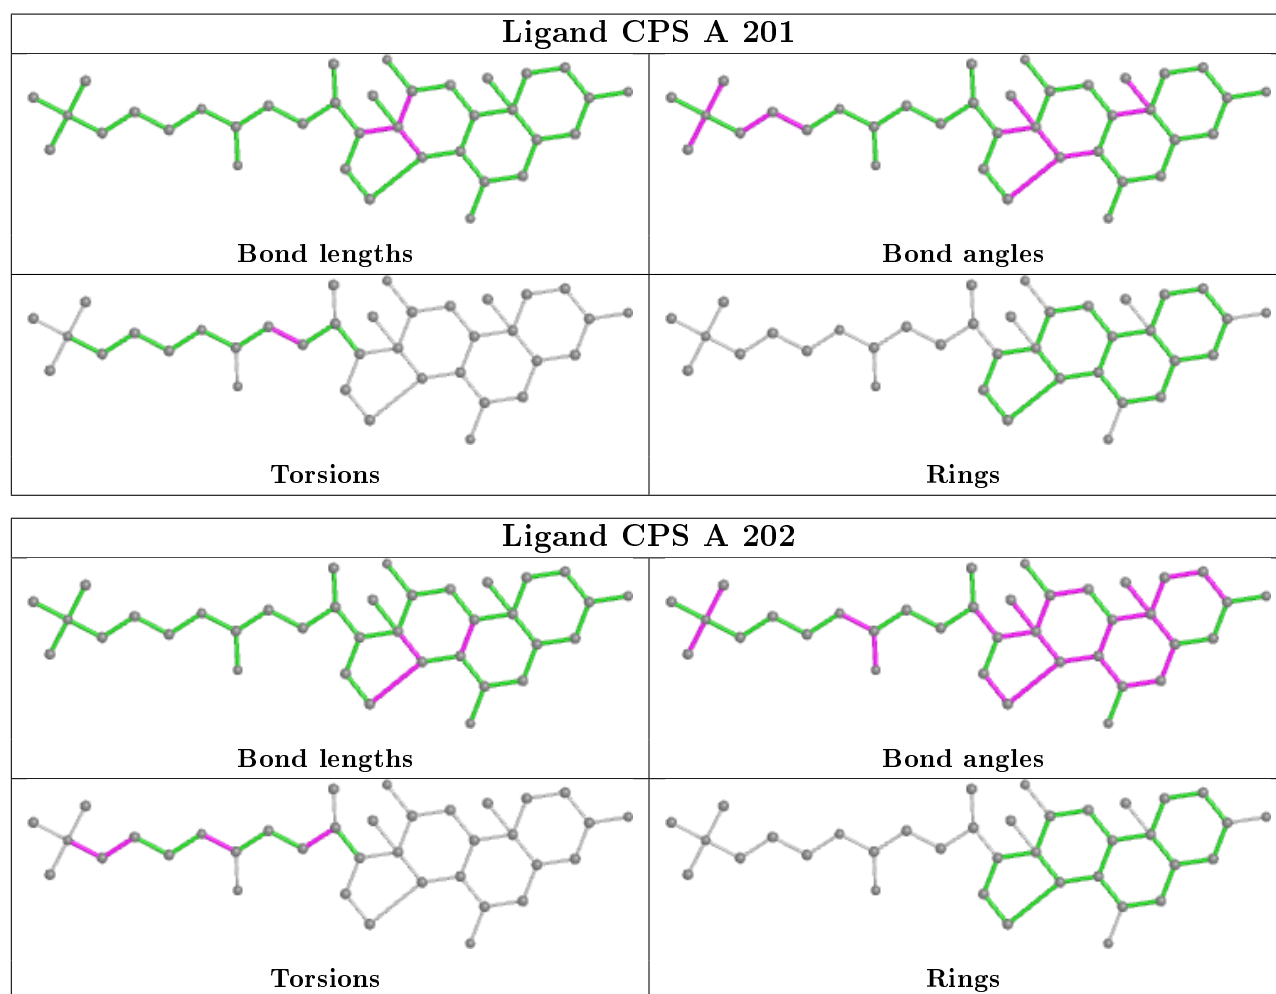 Ligand CPS A 201
Bond lengths
Bond angles
Torsions
Rings
Ligand CPS A 202
Bond lengths
Bond angles
Torsions
Rings